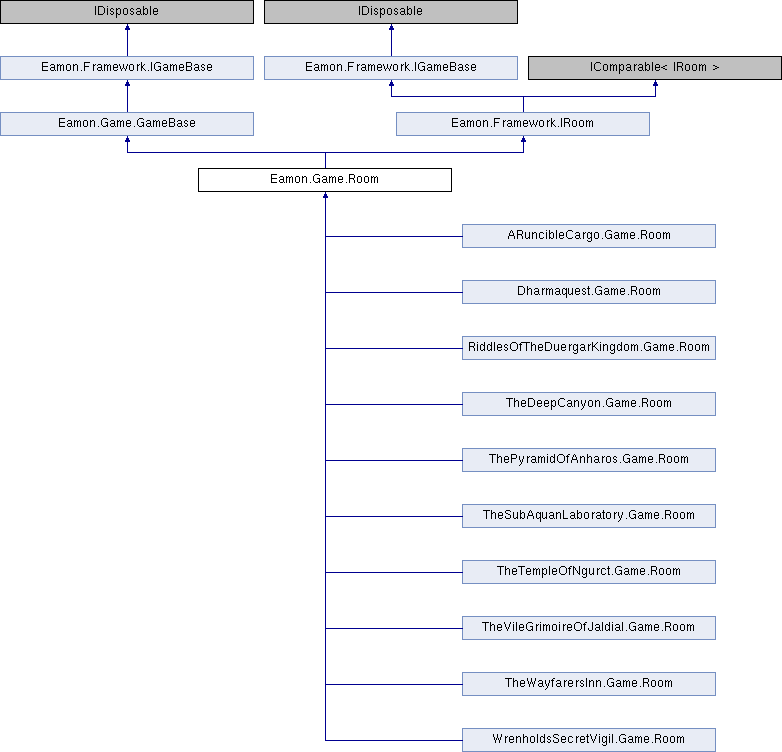 IDisposable
IDisposable
Eamon.Framework.IGameBase
Eamon.Framework.IGameBase
IComparable< IRoom >
Eamon.Game.GameBase
Eamon.Framework.IRoom
Eamon.Game.Room
ARuncibleCargo.Game.Room
Dharmaquest.Game.Room
RiddlesOfTheDuergarKingdom.Game.Room
TheDeepCanyon.Game.Room
ThePyramidOfAnharos.Game.Room
TheSubAquanLaboratory.Game.Room
TheTempleOfNgurct.Game.Room
TheVileGrimoireOfJaldial.Game.Room
TheWayfarersInn.Game.Room
WrenholdsSecretVigil.Game.Room